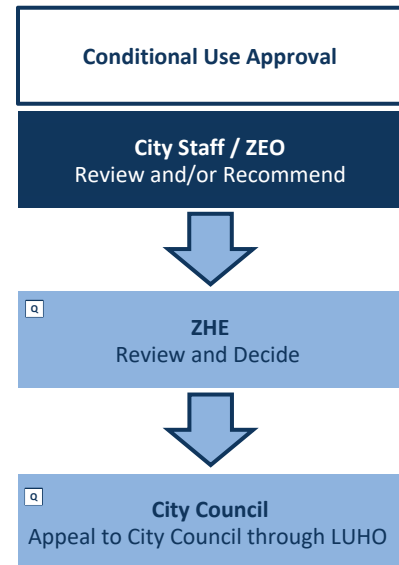 Conditional Use Approval
City Staff / ZEO
Review and/or Recommend
Q
ZHE
Review and Decide
Q
City Council
Appeal to City Council through LUHO